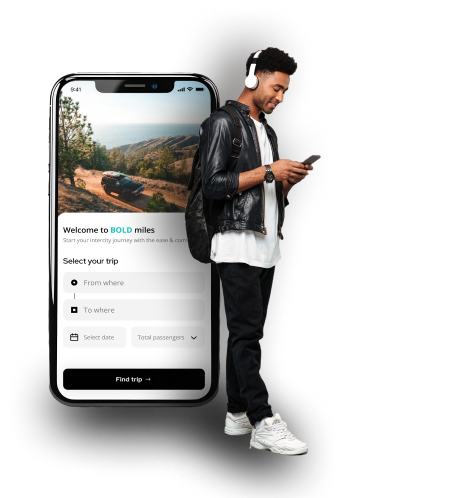 9:41
Welcome to BOLD miles
Start your intercity journey with the ease & com
Select your trip
From where
To where
Select date
Total passengers
Find trip →